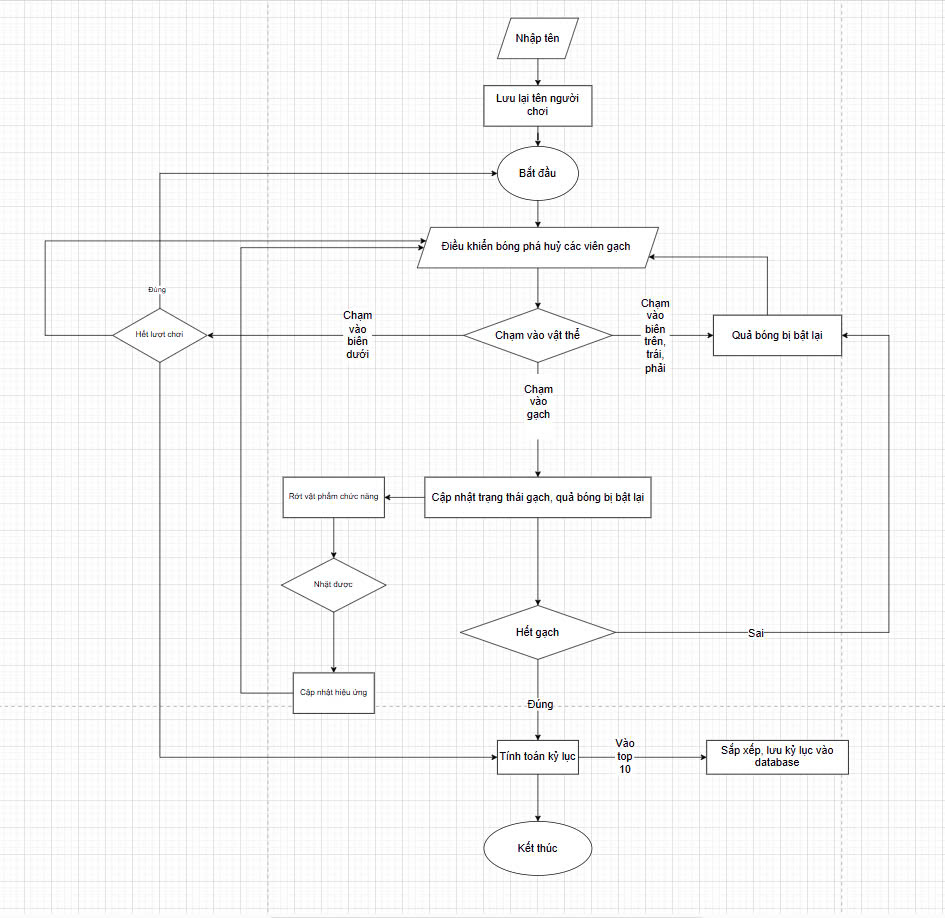 Nhập tên
Lưu lại tên người
chơi
Bắt đầu
Điều khiển bóng phá huỷ các viên gạch
Đúng
Hết lượt chơi
Chạm
vào
biên
dưới
Chạm vào vật thể
Chạm
vào
biên
trên,
trái,
phải
Quả bóng bị bật lại
Chạm
vào
gạch
Rớt vật phẩm chức năng
Cập nhật trạng thái gạch, quả bóng bị bật lại
Nhặt được
Hết gạch
Sai
Cập nhật hiệu ứng
Đúng
Tính toán kỷ lục
Vào
top
10
Sắp xếp, lưu kỷ lục vào
database
Kết thúc